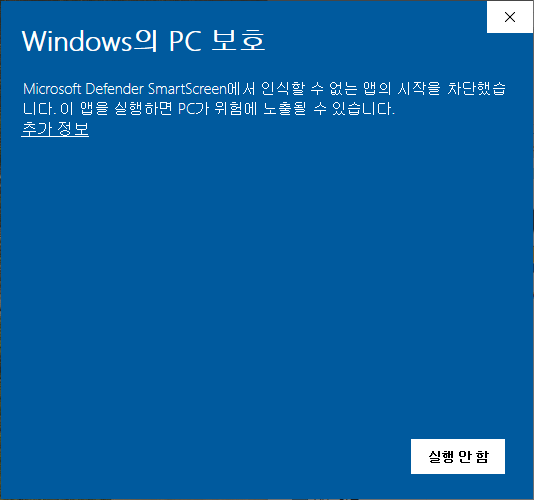 Windows의 PC 보호
Microsoft Defender SmartScreen에서 인식할 수 없는 앱의 시작을 차단했습
니다. 이 앱을 실행하면 PC가 위험에 노출될 수 있습니다.
추가 정보
실행 안 함